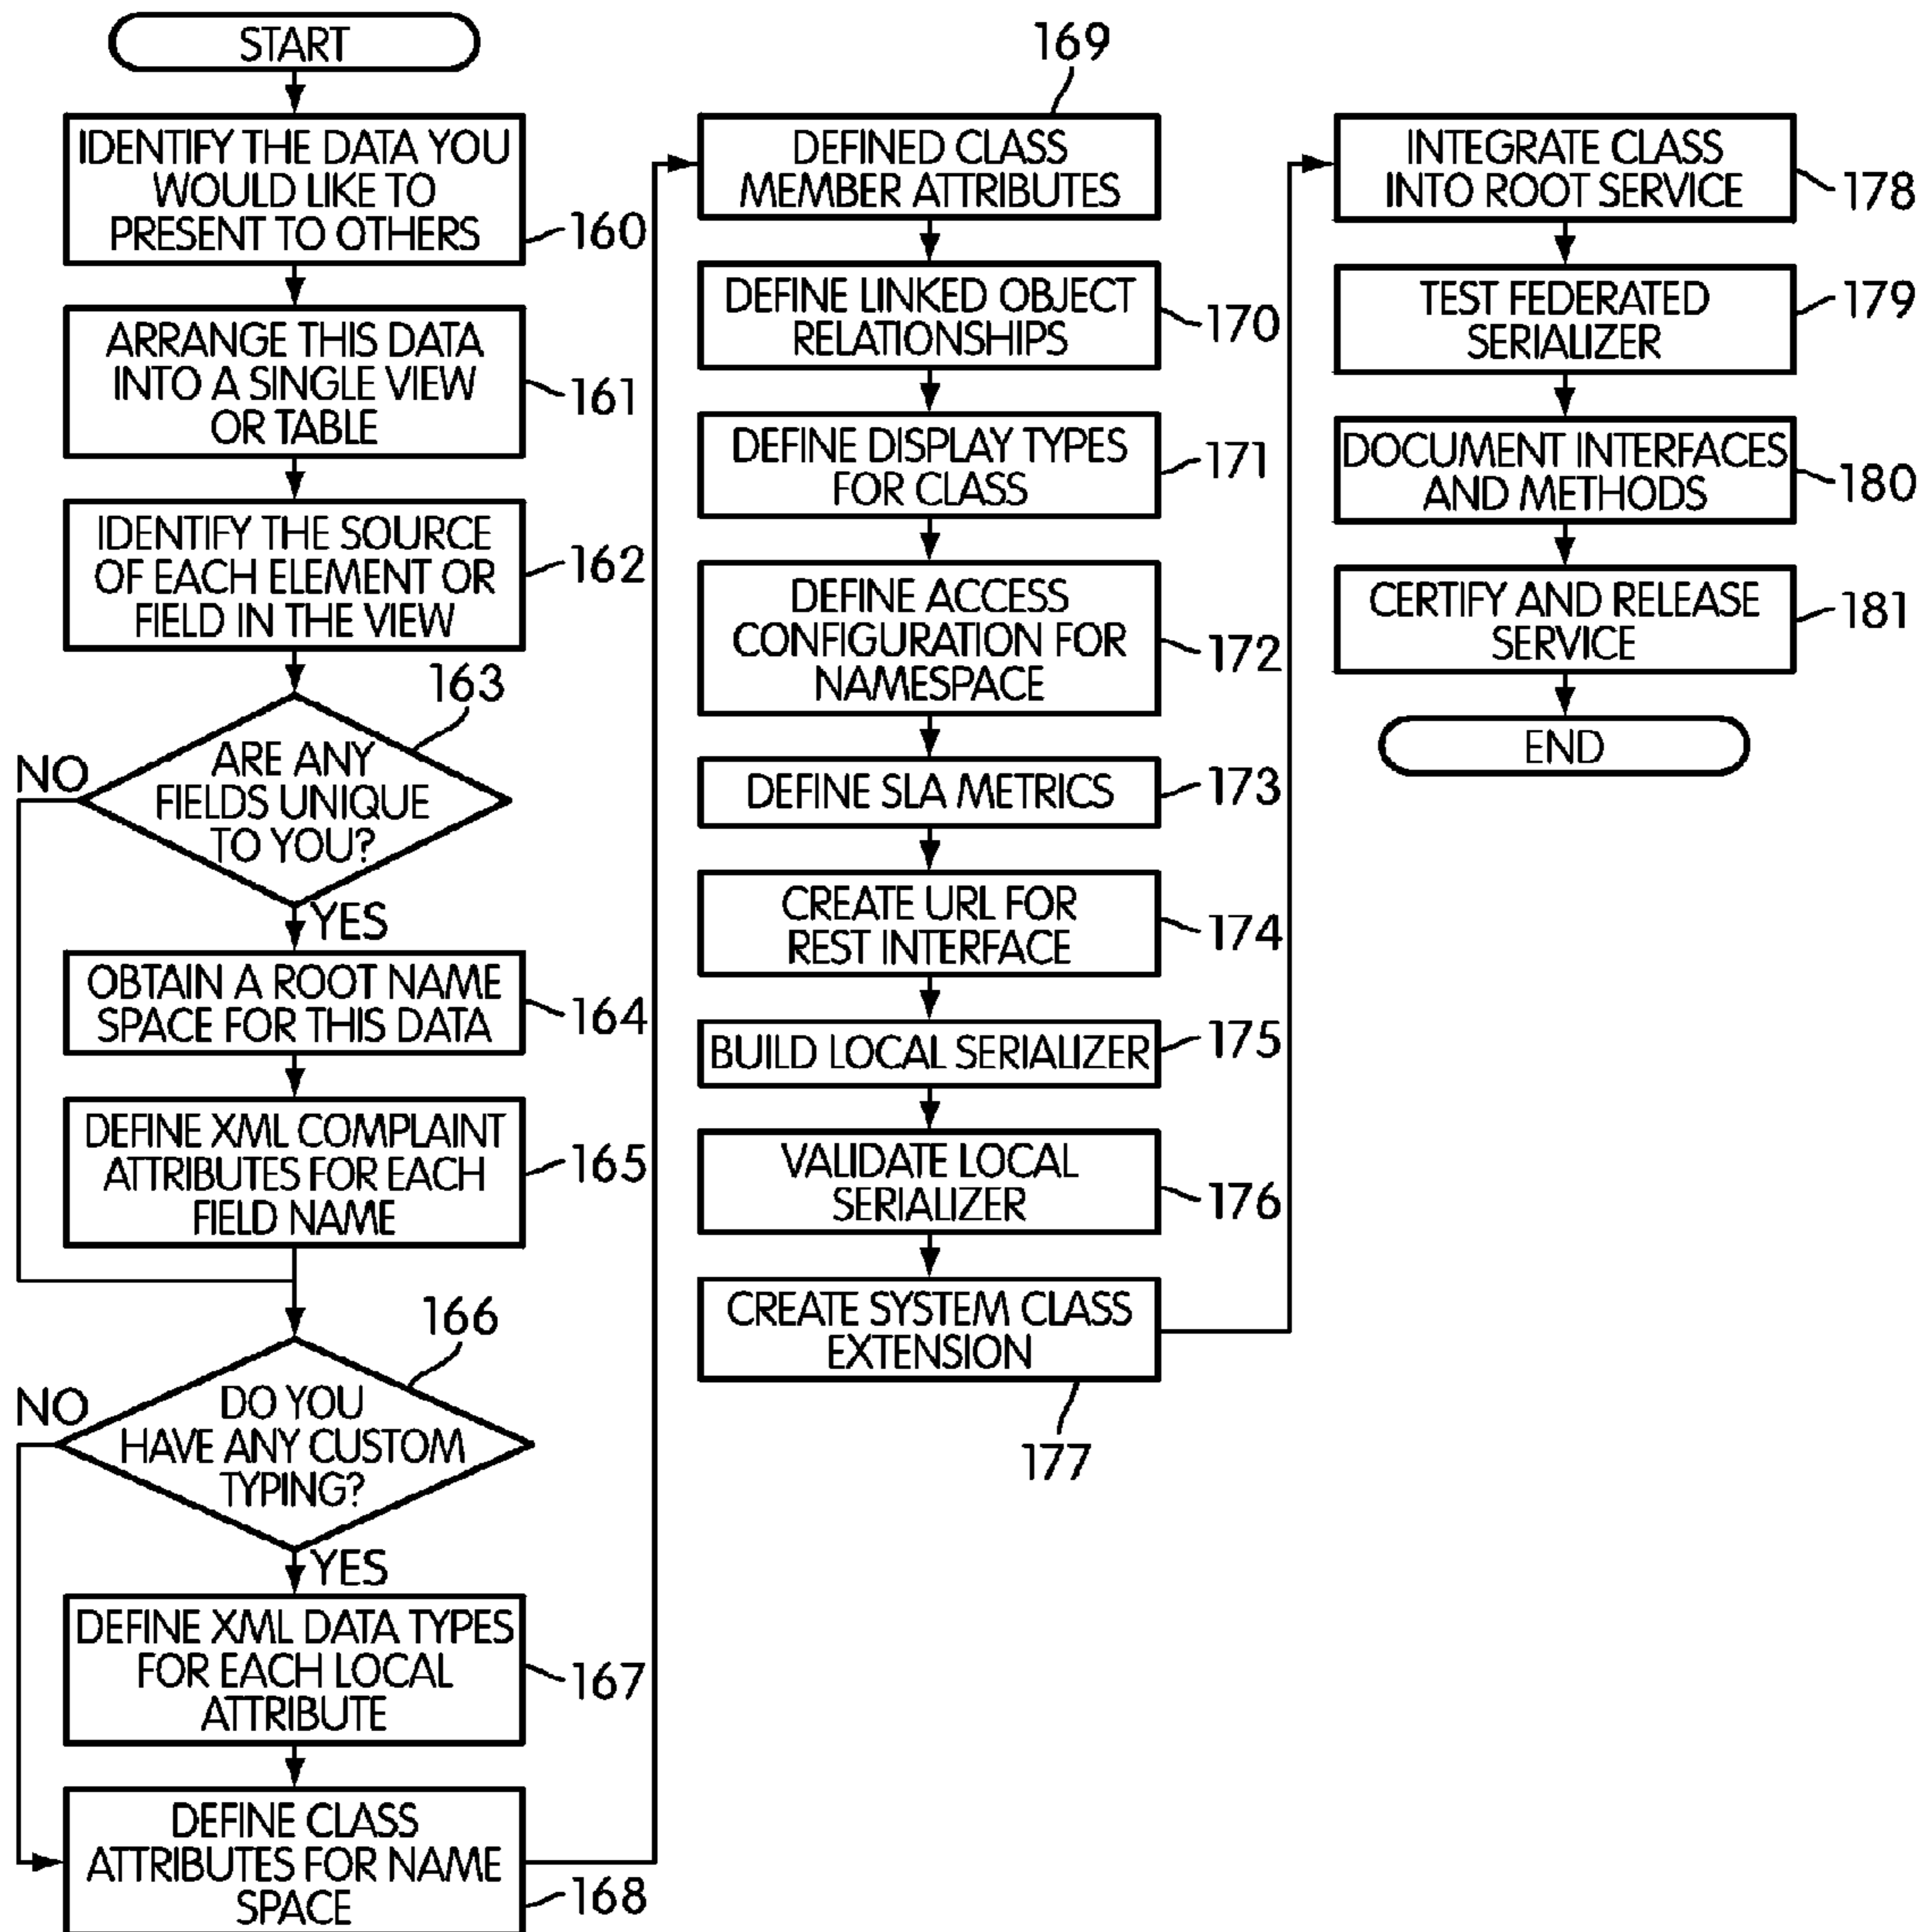 START
IDENTIFY THE DATA YOU
WOULD LIKE TO
PRESENT TO OTHERS
160
ARRANGE THIS DATA
INTO A SINGLE VIEW
OR TABLE
161
IDENTIFY THE SOURCE
OF EACH ELEMENT OR
FIELD IN THE VIEW
162
163
NO
ARE ANY
FIELDS UNIQUE
TO YOU?
YES
OBTAIN A ROOT NAME
SPACE FOR THIS DATA
164
DEFINE XML COMPLAINT
ATTRIBUTES FOR EACH
FIELD NAME
165
166
NO
DO YOU
HAVE ANY CUSTOM
TYPING?
YES
DEFINE XML DATA TYPES
FOR EACH LOCAL
ATTRIBUTE
167
DEFINE CLASS
ATTRIBUTES FOR NAME
SPACE
168
169
DEFINED CLASS
MEMBER ATTRIBUTES
DEFINE LINKED OBJECT
RELATIONSHIPS
170
DEFINE DISPLAY TYPES
FOR CLASS
171
DEFINE ACCESS
CONFIGURATION FOR
NAMESPACE
172
DEFINE SLA METRICS
173
CREATE URL FOR
REST INTERFACE
174
BUILD LOCAL SERIALIZER
175
VALIDATE LOCAL
SERIALIZER
176
CREATE SYSTEM CLASS
EXTENSION
177
INTEGRATE CLASS
INTO ROOT SERVICE
178
TEST FEDERATED
SERIALIZER
179
DOCUMENT INTERFACES
AND METHODS
180
CERTIFY AND RELEASE
SERVICE
181
END